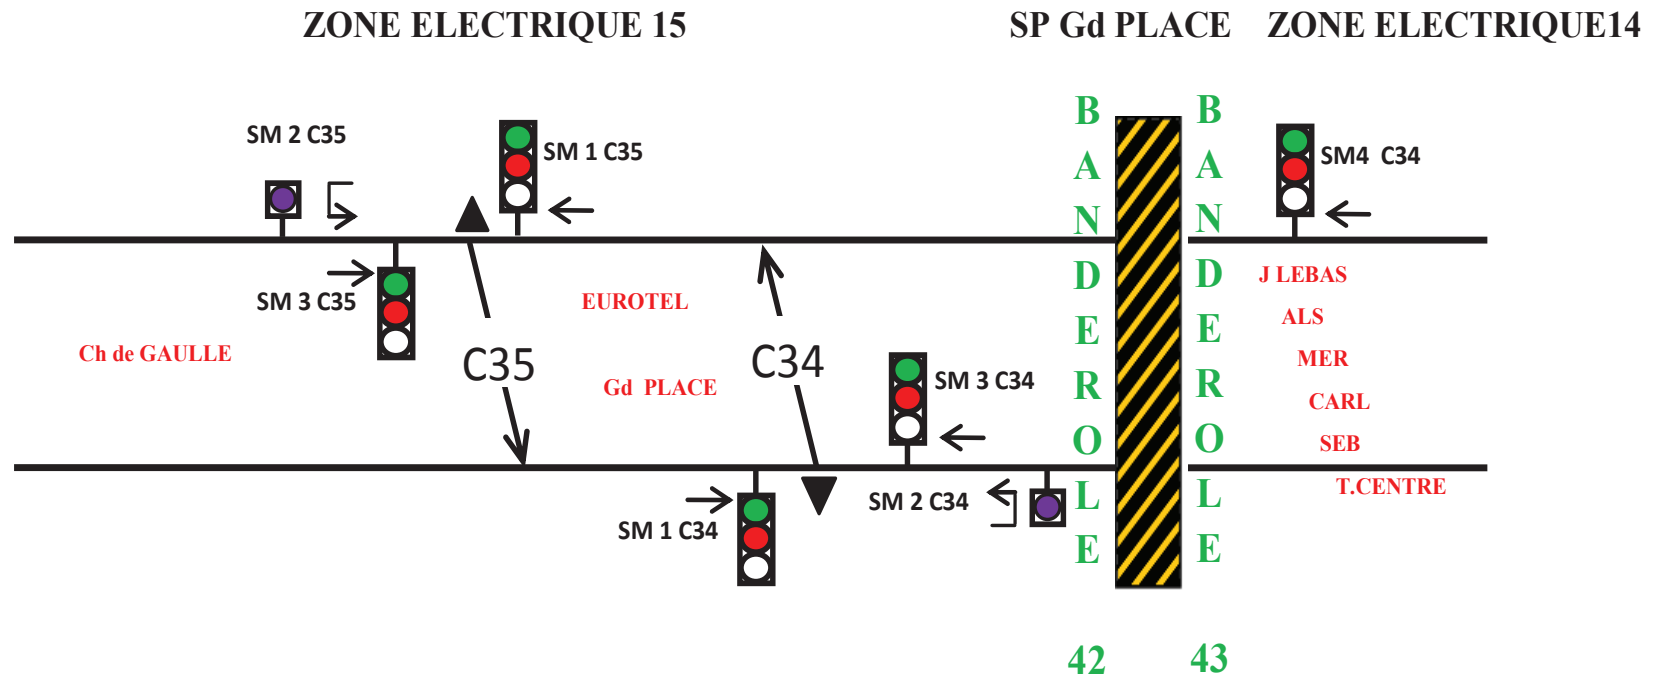 ZONE ELECTRIQUE 15
SP Gd PLACE
ZONE ELECTRIQUE14
SM 2 C35
SM 1 C35
SM4 C34
SM 3 C35
Ch de GAULLE
EUROTEL
Gd PLACE
C35
C34
SM 3 C34
SM 1 C34
SM 2 C34
BANDEROLE
42
BANDEROLE
43
J LEBAS
ALS
MER
CARL
SEB
T.CENTRE